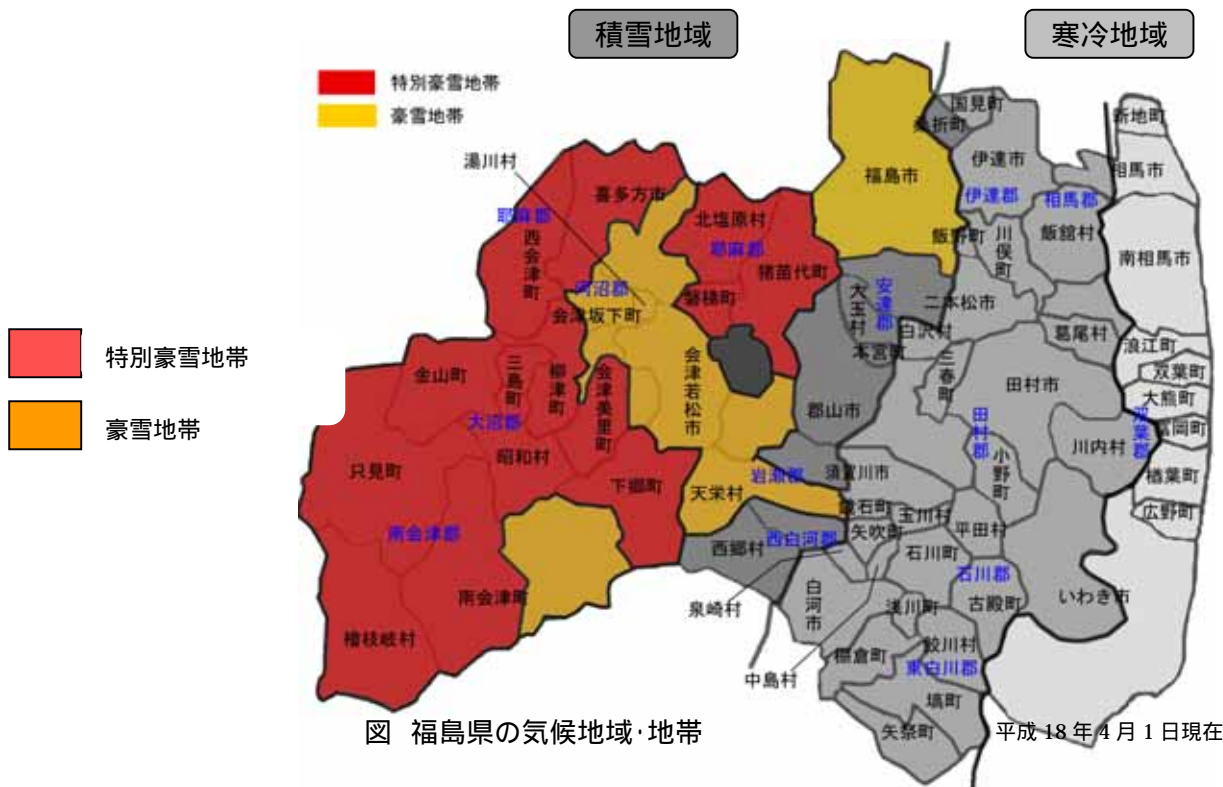 積雪地域
寒冷地域
特別豪雪地帯
豪雪地帯
湯川村
国見町
桑折町
新地町
伊達市
相馬市
福島市
伊達郡
相馬郡
喜多方市
耶麻郡
北塩原村
飯野町
川俣町
飯舘村
西会津町
耶麻郡
猪苗代町
南相馬市
河沼郡
磐梯町
安達郡
大玉村
二本松市
会津坂下町
白沢村
本宮町
葛尾村
浪江町
特別豪雪地帯
金山町
三島町
柳津町
会津美里町
会津若松市
三春町
田村市
双葉町
大熊町
豪雪地帯
大沼郡
郡山市
田村郡
双葉郡
富岡町
川内村
只見町
昭和村
下郷町
天栄村
岩瀬郡
須賀川市
小野町
楢葉町
鏡石町
玉川村
広野町
南会津郡
西郷村
西白河郡
矢吹町
平田村
石川町
石川郡
南会津町
泉崎村
白河市
浅川町
古殿町
いわき市
檜枝岐村
中島村
棚倉町
鮫川村
東白川郡
塙町
矢祭町
図 福島県の気候地域・地帯
平成 18 年 4 月 1 日現在